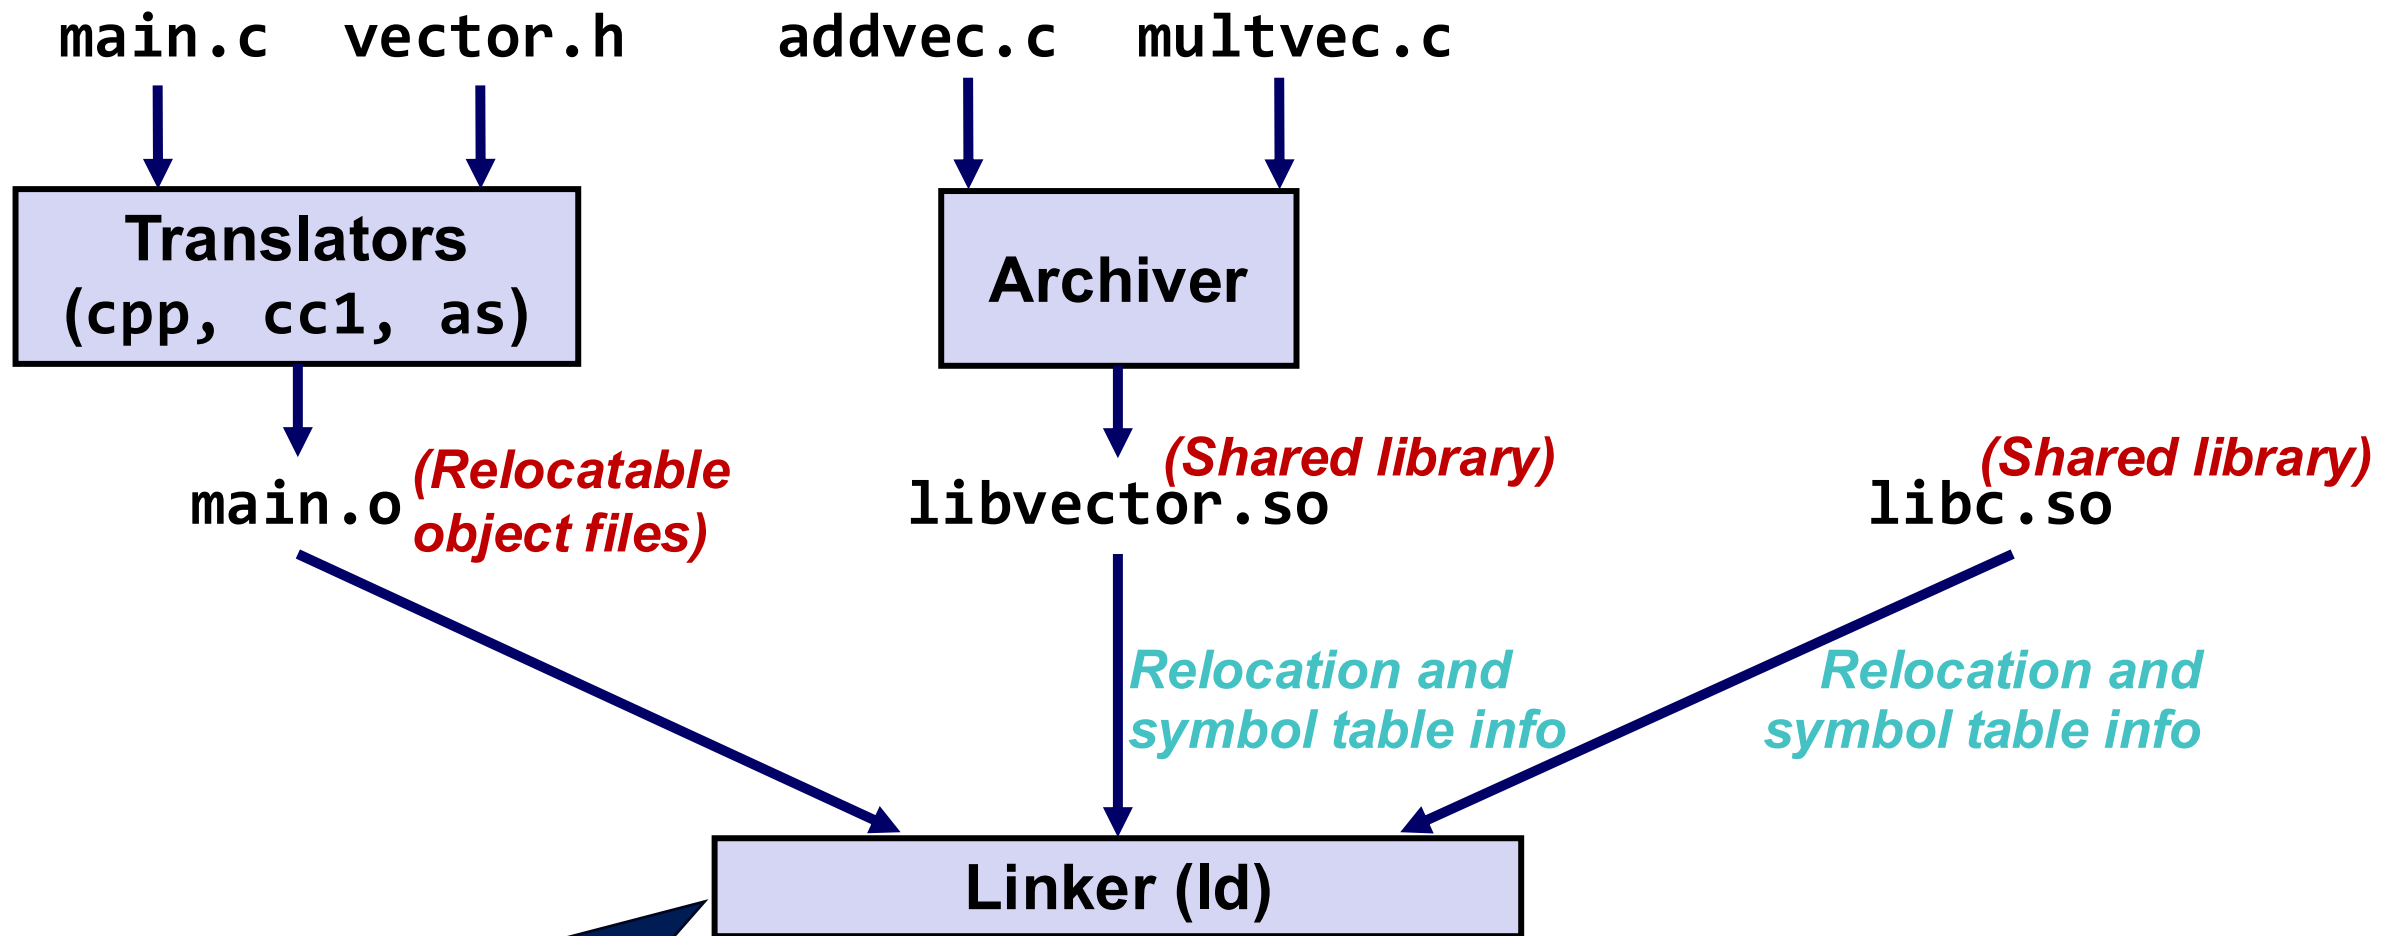 main.c vector.h addvec.c multvec.c
Translators
(cpp, cc1, as)
Archiver
main.o
(Relocatable
object files)
(Shared library)
libvector.so
(Shared library)
libc.so
Relocation and
symbol table info
Relocation and
symbol table info
Linker (ld)